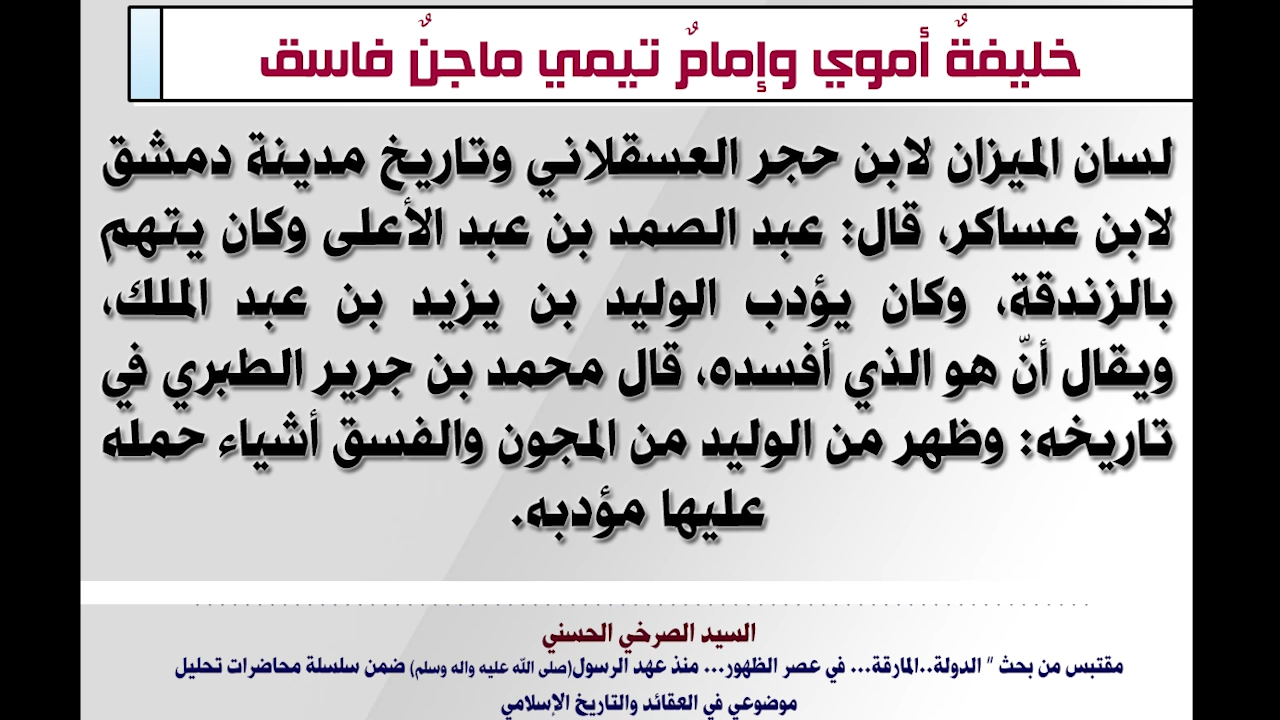 خليفةٌ أموي وإمامٌ تيمي ماجنٌ فاسق
لسان الميزان لابن حجر العسقلاني وتاريخ مدينة دمشق
لابن عساكر، قال: عبد الصمد بن عبد الأعلى وكان يتهم
بالزندقة، وكان يؤدب الوليد بن يزيد بن عبد الملك،
ويقال أنّ هو الذي أفسده، قال محمد بن جرير الطبري في
تاريخه: وظهر من الوليد من المجون والفسق أشياء حمله
عليها مؤدبه.
السيد الصرخي الحسني
مقتبس من بحث " الدولة..المارقة... في عصر الظهور... منذ عهد الرسول(صلى الله عليه واله وسلم) ضمن سلسلة محاضرات تحليل
موضوعي في العقائد والتاريخ الإسلامي